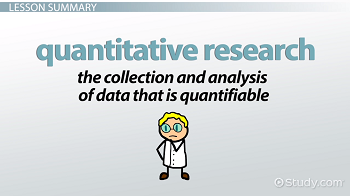 LESSON SUMMARY
quantitative research
the collection and analysis
of data that is quantifiable
Study.com